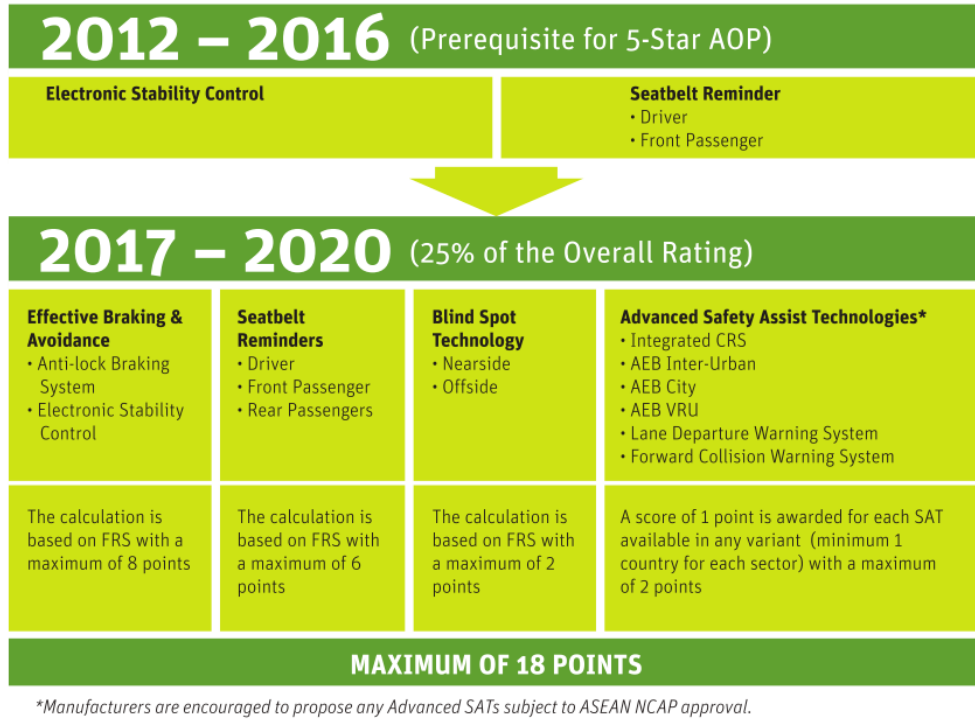 2012 – 2016 (Prerequisite for 5-Star AOP)
Electronic Stability Control
Seatbelt Reminder
• Driver
• Front Passenger
2017 – 2020 (25% of the Overall Rating)
Effective Braking &
Avoidance
• Anti-lock Braking
System
• Electronic Stability
Control
Seatbelt
Reminders
• Driver
• Front Passenger
• Rear Passengers
Blind Spot
Technology
• Nearside
• Offside
Advanced Safety Assist Technologies*
• Integrated CRS
• AEB Inter-Urban
• AEB City
• AEB VRU
• Lane Departure Warning System
• Forward Collision Warning System
The calculation is
based on FRS with a
maximum of 8 points
The calculation is
based on FRS with
a maximum of 6
points
The calculation is
based on FRS with
a maximum of 2
points
A score of 1 point is awarded for each SAT
available in any variant (minimum 1
country for each sector) with a maximum
of 2 points
MAXIMUM OF 18 POINTS
*Manufacturers are encouraged to propose any Advanced SATs subject to ASEAN NCAP approval.